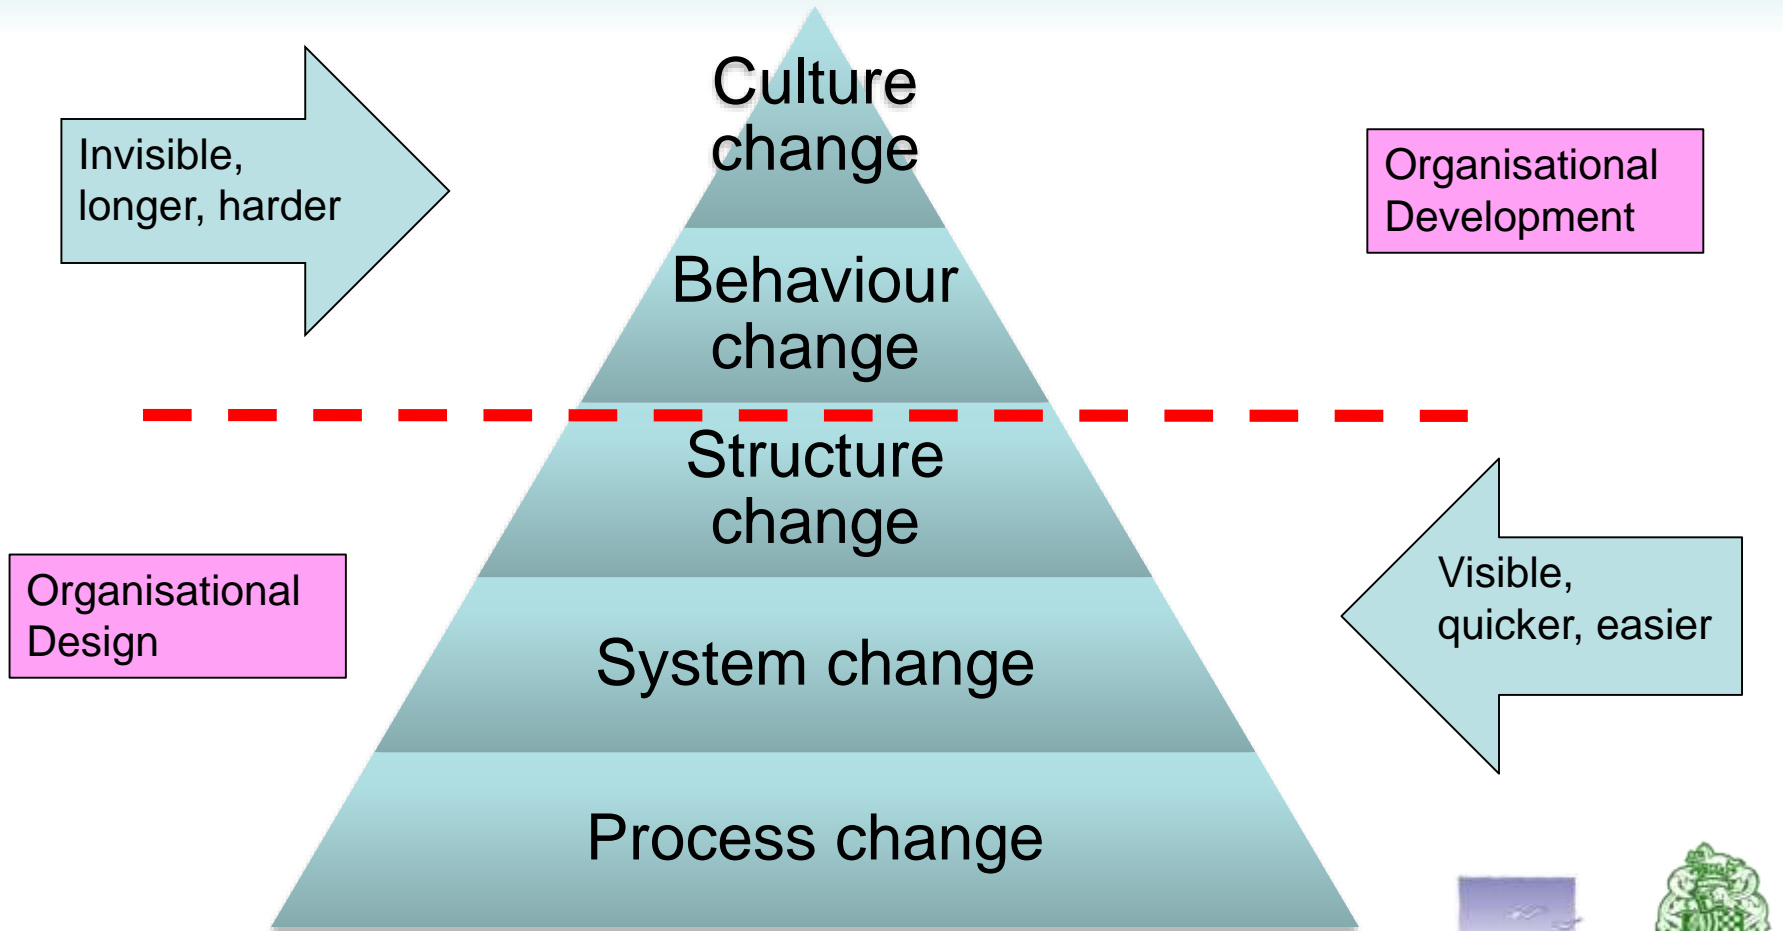 Culture
change
Invisible,
longer, harder
Organisational
Development
Behaviour
change
Structure
change
Organisational
Design
Visible,
quicker, easier
System change
Process change